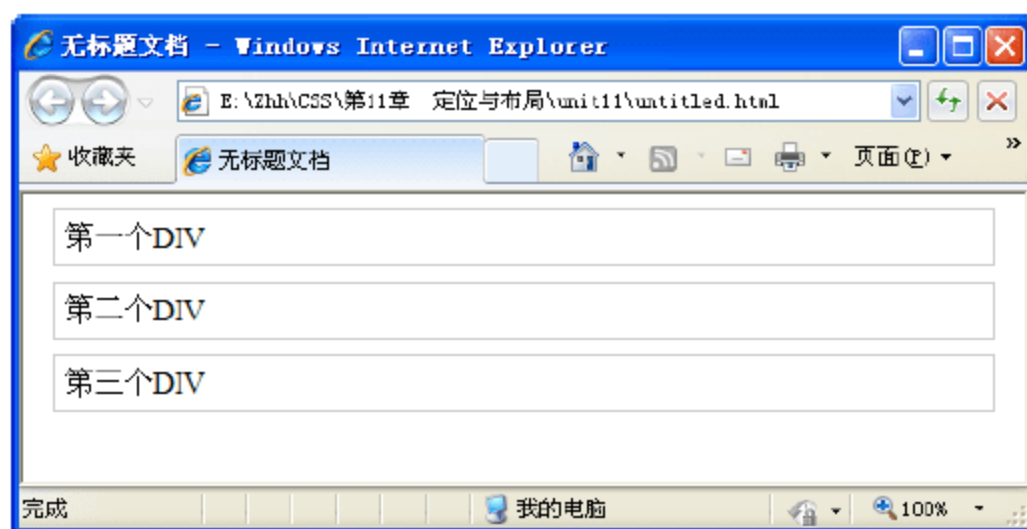 无标题文档 - Windows Internet Explorer
E:\Zhh\CSS\第11章 定位与布局\unit11\untitled.html
收藏夹 无标题文档 页面(P) »
第一个DIV
第二个DIV
第三个DIV
完成 我的电脑 100%